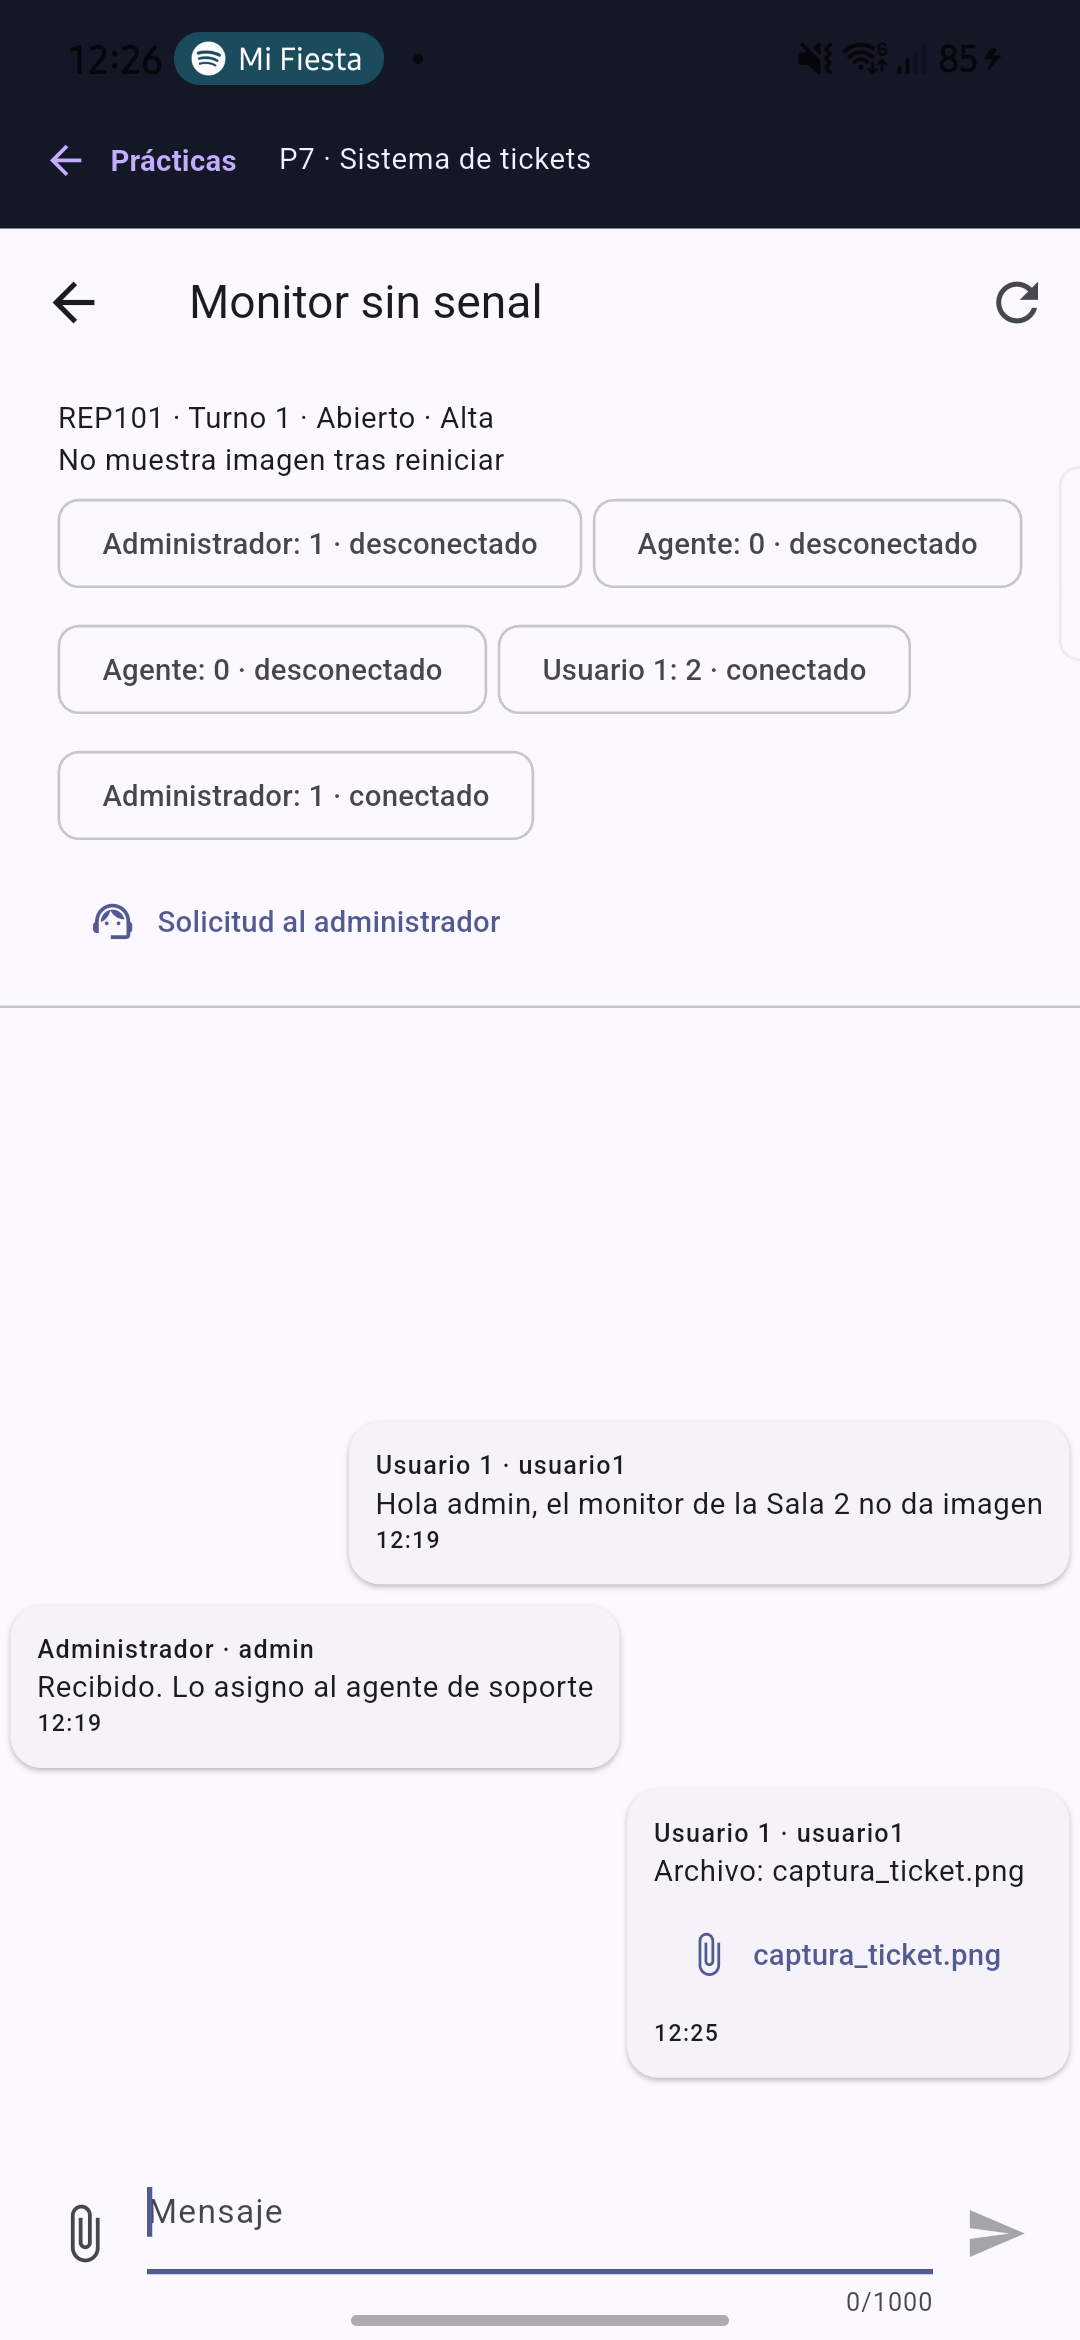 12:26 Mi Fiesta 6 85
Prácticas P7 · Sistema de tickets
Monitor sin senal
REP101 · Turno 1 · Abierto · Alta
No muestra imagen tras reiniciar
Administrador: 1 · desconectado
Agente: 0 · desconectado
Agente: 0 · desconectado
Usuario 1: 2 · conectado
Administrador: 1 · conectado
Solicitud al administrador
Usuario 1 · usuario1
Hola admin, el monitor de la Sala 2 no da imagen
12:19
Administrador · admin
Recibido. Lo asigno al agente de soporte
12:19
Usuario 1 · usuario1
Archivo: captura_ticket.png
captura_ticket.png
12:25
Mensaje
0/1000